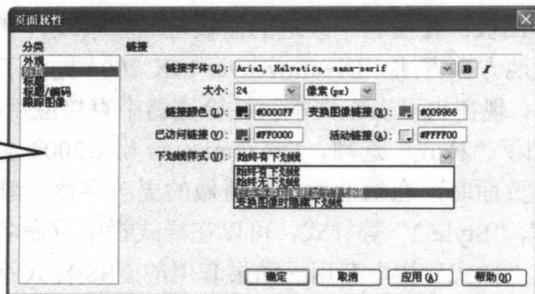 页面属性
分类
链接
外观
链接
标题
标题/编码
跟踪图像
链接字体(L): Arial, Helvetica, sans-serif B I
大小: 24 像素(px)
链接颜色(L): #0000FF 变换图像链接(R): #009966
已访问链接(V): #FF0000 活动链接(A): #FFFF00
下划线样式(U): 始终有下划线
始终有下划线
始终无下划线
变换图像时隐藏下划线
确定 取消 应用(A) 帮助(H)